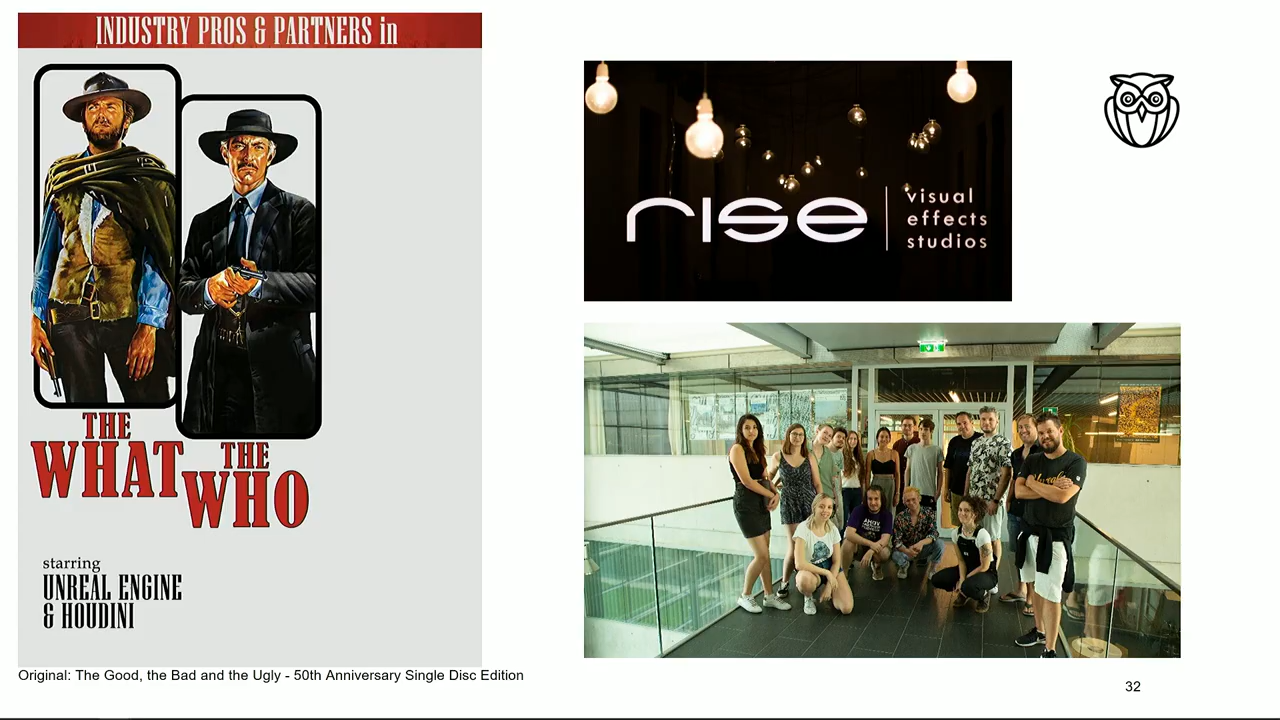 INDUSTRY PROS & PARTNERS in
THE
WHAT
THE
WHO
starring
UNREAL ENGINE
& HOUDINI
Original: The Good, the Bad and the Ugly - 50th Anniversary Single Disc Edition
rise
visual
effects
studios
32